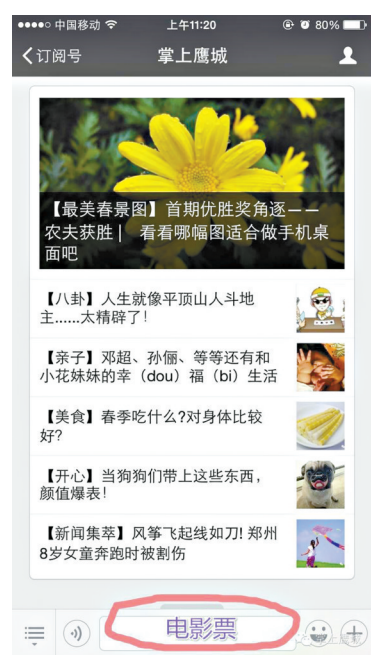 中国移动
上午11:20
80%
订阅号
掌上鹰城
【最美春景图】首期优胜奖角逐——
农夫获胜| 看看哪幅图适合做手机桌
面吧
【八卦】人生就像平顶山人斗地
主......太精辟了!
【亲子】邓超、孙俪、等等还有和
小花妹妹的幸（dou）福（bi）生活
【美食】春季吃什么?对身体比较
好?
【开心】当狗狗们带上这些东西，
颜值爆表!
【新闻集萃】风筝飞起线如刀! 郑州
8岁女童奔跑时被割伤
电影票